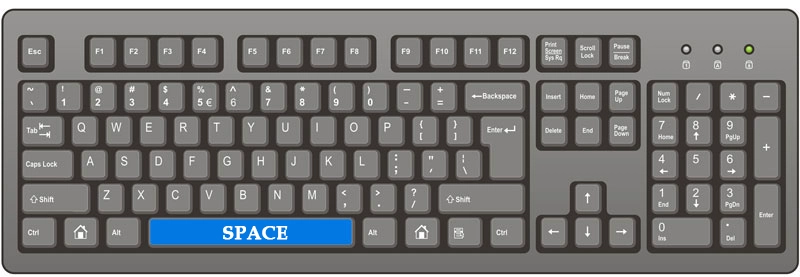 Esc F1 F2 F3 F4 F5 F6 F7 F8 F9 F10 F11 F12 Print Screen Sys Rq Scroll Lock Pause Break
1 A
~ ` ! 1 @ 2 # 3 $ 4 % 5 € ^ 6 & 7 * 8 ( 9 ) 0 _ - + = ←Backspace Insert Home Page Up Num Lock / * −
Tab Q W E R T Y U I O P { [ } ] Enter Delete End Page Down 7 Home 8 ↑ 9 PgUp +
Caps Lock A S D F G H J K L : ; " ' | \ 4 ← 5 6 →
⇧Shift Z X C V B N M < , > . ? / ⇧Shift ↑ 1 End 2 ↓ 3 PgDn Enter
Ctrl Alt SPACE Alt Ctrl ← ↓ → 0 Ins . Del